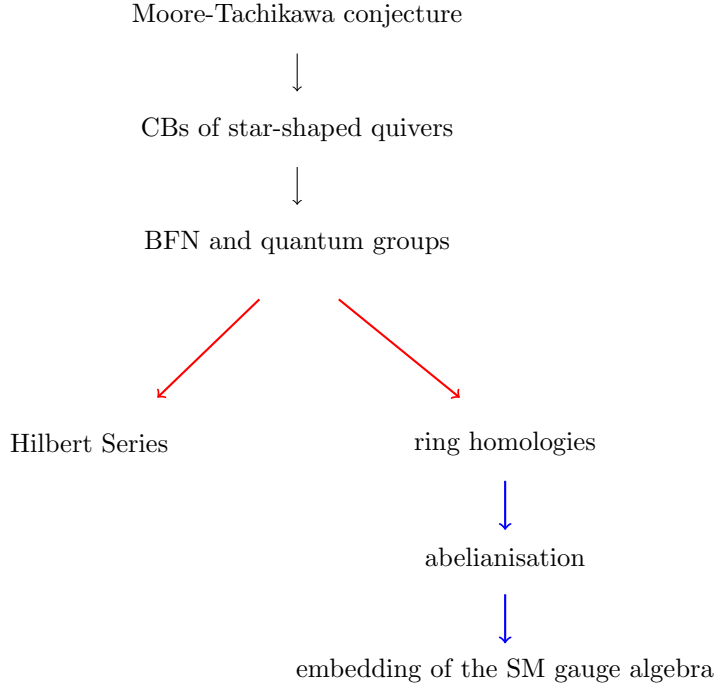 Moore-Tachikawa conjecture
CBs of star-shaped quivers
BFN and quantum groups
Hilbert Series
ring homologies
abelianisation
embedding of the SM gauge algebra